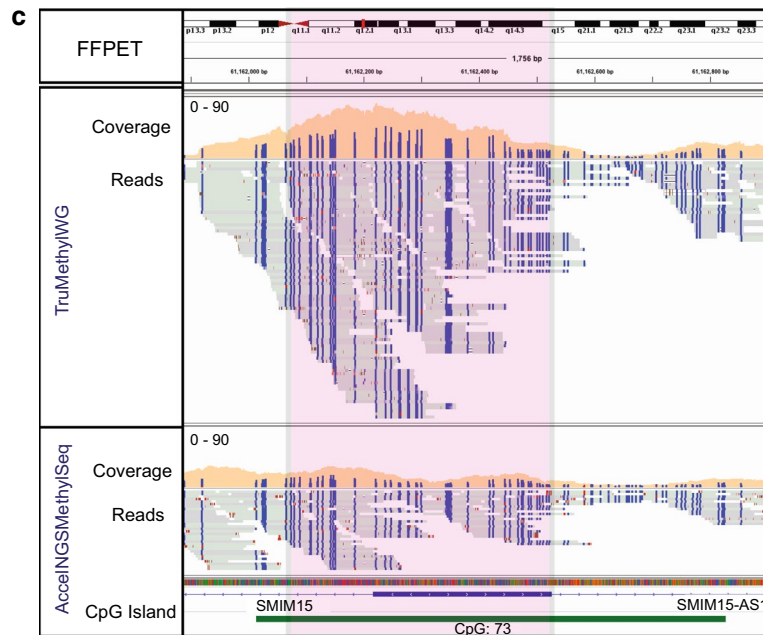 c
FFPET
p13.3 p13.2 p12 q11.1 q11.2 q12.1 q13.1 q13.3 q14.2 q14.3 q15 q21.1 q21.3 q22.2 q23.1 q23.2 q23.3
1,756 bp
61,162,000 bp 61,162,200 bp 61,162,400 bp 61,162,600 bp 61,162,800 bp
TruMethylWG
0 - 90
Coverage
Reads
AccelNGSMethylSeq
0 - 90
Coverage
Reads
CpG Island
SMIM15 SMIM15-AS1
CpG: 73